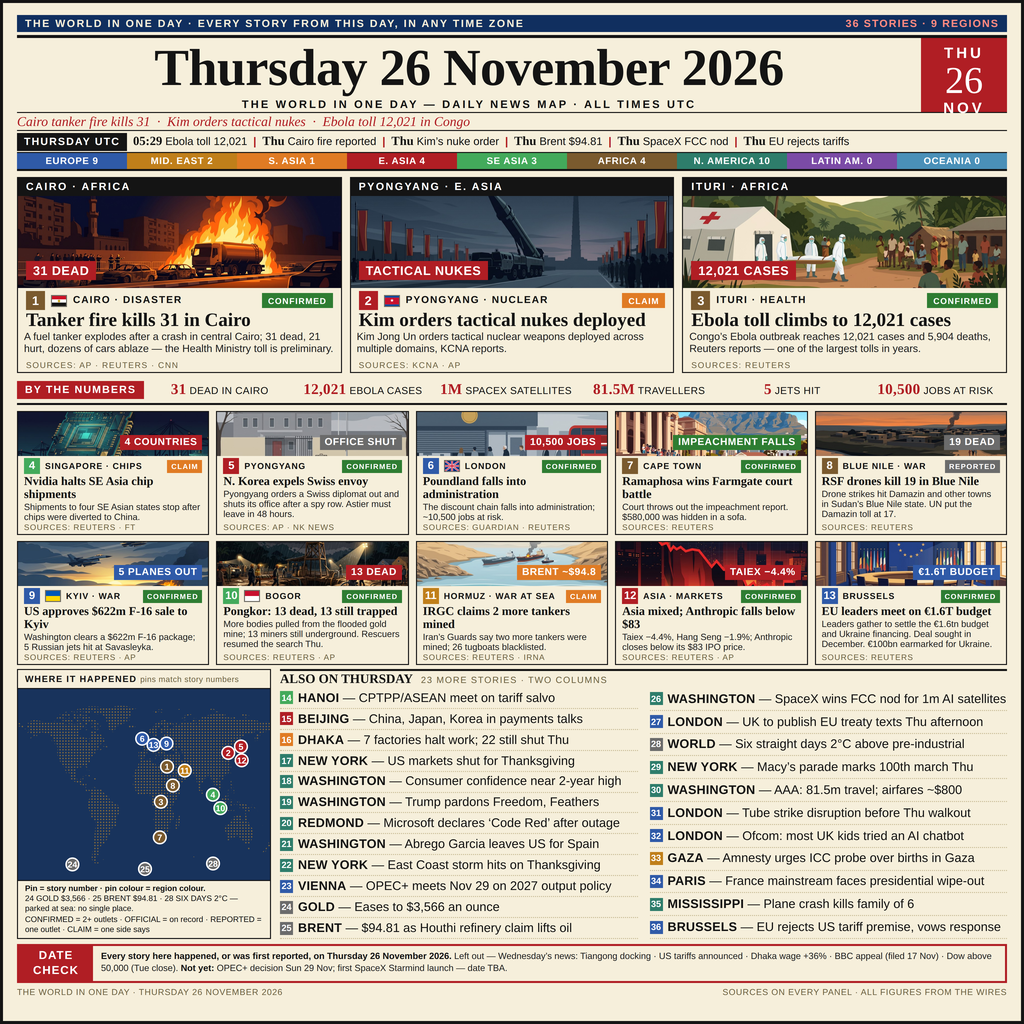 THE WORLD IN ONE DAY · EVERY STORY FROM THIS DAY, IN ANY TIME ZONE
36 STORIES · 9 REGIONS
Thursday 26 November 2026
THE WORLD IN ONE DAY — DAILY NEWS MAP · ALL TIMES UTC
THU
26
NOV
Cairo tanker fire kills 31 · Kim orders tactical nukes · Ebola toll 12,021 in Congo
THURSDAY UTC
05:29 Ebola toll 12,021 | Thu Cairo fire reported | Thu Kim's nuke order | Thu Brent $94.81 | Thu SpaceX FCC nod | Thu EU rejects tariffs
EUROPE 9
MID. EAST 2
S. ASIA 1
E. ASIA 4
SE ASIA 3
AFRICA 4
N. AMERICA 10
LATIN AM. 0
OCEANIA 0
CAIRO · AFRICA
31 DEAD
1 CAIRO · DISASTER CONFIRMED
Tanker fire kills 31 in Cairo
A fuel tanker explodes after a crash in central Cairo; 31 dead, 21
hurt, dozens of cars ablaze — the Health Ministry toll is preliminary.
SOURCES: AP · REUTERS · CNN
PYONGYANG · E. ASIA
TACTICAL NUKES
2 PYONGYANG · NUCLEAR CLAIM
Kim orders tactical nukes deployed
Kim Jong Un orders tactical nuclear weapons deployed across
multiple domains, KCNA reports.
SOURCES: KCNA · AP
ITURI · AFRICA
12,021 CASES
3 ITURI · HEALTH CONFIRMED
Ebola toll climbs to 12,021 cases
Congo's Ebola outbreak reaches 12,021 cases and 5,904 deaths,
Reuters reports — one of the largest tolls in years.
SOURCES: REUTERS
BY THE NUMBERS
31 DEAD IN CAIRO
12,021 EBOLA CASES
1M SPACEX SATELLITES
81.5M TRAVELLERS
5 JETS HIT
10,500 JOBS AT RISK
4 COUNTRIES
4 SINGAPORE · CHIPS CLAIM
Nvidia halts SE Asia chip
shipments
Shipments to four SE Asian states stop after
chips were diverted to China.
SOURCES: REUTERS · FT
OFFICE SHUT
5 PYONGYANG CONFIRMED
N. Korea expels Swiss envoy
Pyongyang orders a Swiss diplomat out and
shuts its office after a spy row. Astier must
leave in 48 hours.
SOURCES: AP · NK NEWS
10,500 JOBS
6 LONDON CONFIRMED
Poundland falls into
administration
The discount chain falls into administration;
~10,500 jobs at risk.
SOURCES: GUARDIAN · REUTERS
IMPEACHMENT FALLS
7 CAPE TOWN CONFIRMED
Ramaphosa wins Farmgate court
battle
Court throws out the impeachment report.
$580,000 was hidden in a sofa.
SOURCES: REUTERS
19 DEAD
8 BLUE NILE · WAR REPORTED
RSF drones kill 19 in Blue Nile
Drone strikes hit Damazin and other towns
in Sudan's Blue Nile state. UN put the
Damazin toll at 17.
SOURCES: REUTERS
5 PLANES OUT
9 KYIV · WAR CONFIRMED
US approves $622m F-16 sale to
Kyiv
Washington clears a $622m F-16 package;
5 Russian jets hit at Savasleyka.
SOURCES: REUTERS · AP
13 DEAD
10 BOGOR CONFIRMED
Pongkor: 13 dead, 13 still trapped
More bodies pulled from the flooded gold
mine; 13 miners still underground. Rescuers
resumed the search Thu.
SOURCES: REUTERS · AP
BRENT ~$94.8
11 HORMUZ · WAR AT SEA CLAIM
IRGC claims 2 more tankers
mined
Iran's Guards say two more tankers were
mined; 26 tugboats blacklisted.
SOURCES: REUTERS · IRNA
TAIEX −4.4%
12 ASIA · MARKETS CONFIRMED
Asia mixed; Anthropic falls below
$83
Taiex −4.4%, Hang Seng −1.9%; Anthropic
closes below its $83 IPO price.
SOURCES: REUTERS · AP
€1.6T BUDGET
13 BRUSSELS CONFIRMED
EU leaders meet on €1.6T budget
Leaders gather to settle the €1.6tn budget
and Ukraine financing. Deal sought in
December. €100bn earmarked for Ukraine.
SOURCES: REUTERS
WHERE IT HAPPENED pins match story numbers
6
13
9
5
2
12
1
11
8
3
4
10
7
24
25
28
Pin = story number · pin colour = region colour.
24 GOLD $3,566 · 25 BRENT $94.81 · 28 SIX DAYS 2°C —
parked at sea: no single place.
CONFIRMED = 2+ outlets · OFFICIAL = on record · REPORTED =
one outlet · CLAIM = one side says
ALSO ON THURSDAY 23 MORE STORIES · TWO COLUMNS
14 HANOI — CPTPP/ASEAN meet on tariff salvo
15 BEIJING — China, Japan, Korea in payments talks
16 DHAKA — 7 factories halt work; 22 still shut Thu
17 NEW YORK — US markets shut for Thanksgiving
18 WASHINGTON — Consumer confidence near 2-year high
19 WASHINGTON — Trump pardons Freedom, Feathers
20 REDMOND — Microsoft declares ‘Code Red’ after outage
21 WASHINGTON — Abrego Garcia leaves US for Spain
22 NEW YORK — East Coast storm hits on Thanksgiving
23 VIENNA — OPEC+ meets Nov 29 on 2027 output policy
24 GOLD — Eases to $3,566 an ounce
25 BRENT — $94.81 as Houthi refinery claim lifts oil
26 WASHINGTON — SpaceX wins FCC nod for 1m AI satellites
27 LONDON — UK to publish EU treaty texts Thu afternoon
28 WORLD — Six straight days 2°C above pre-industrial
29 NEW YORK — Macy's parade marks 100th march Thu
30 WASHINGTON — AAA: 81.5m travel; airfares ~$800
31 LONDON — Tube strike disruption before Thu walkout
32 LONDON — Ofcom: most UK kids tried an AI chatbot
33 GAZA — Amnesty urges ICC probe over births in Gaza
34 PARIS — France mainstream faces presidential wipe-out
35 MISSISSIPPI — Plane crash kills family of 6
36 BRUSSELS — EU rejects US tariff premise, vows response
DATE
CHECK
Every story here happened, or was first reported, on Thursday 26 November 2026. Left out — Wednesday's news: Tiangong docking · US tariffs announced · Dhaka wage +36% · BBC appeal (filed 17 Nov) · Dow above
50,000 (Tue close). Not yet: OPEC+ decision Sun 29 Nov; first SpaceX Starmind launch — date TBA.
THE WORLD IN ONE DAY · THURSDAY 26 NOVEMBER 2026
SOURCES ON EVERY PANEL · ALL FIGURES FROM THE WIRES